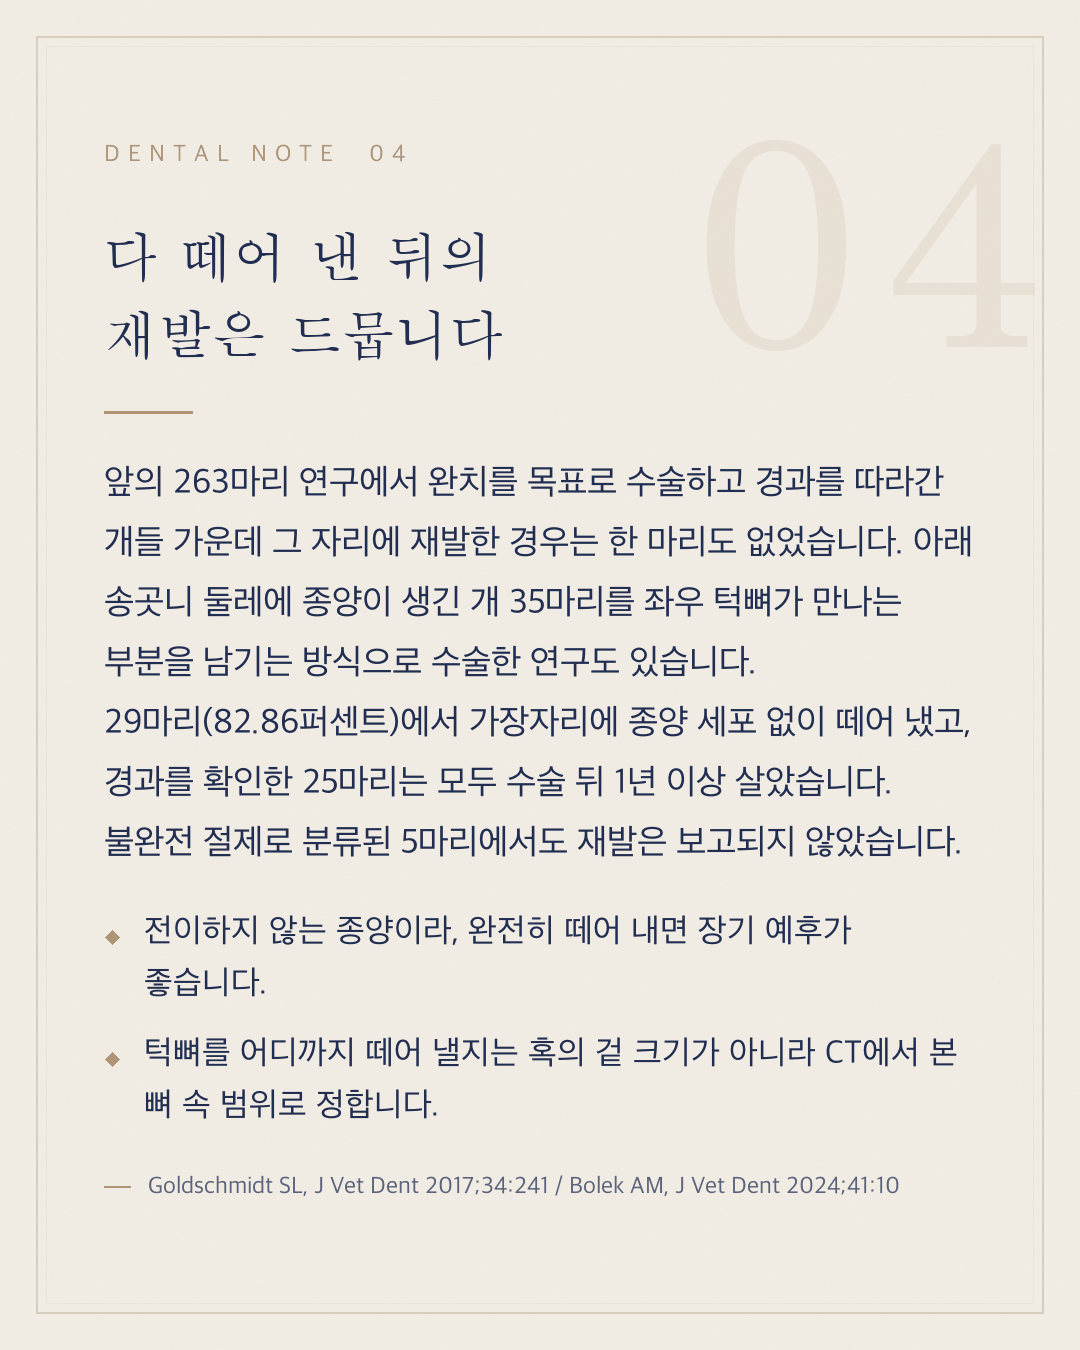 DENTAL NOTE 04
04
다 떼어 낸 뒤의
재발은 드뭅니다
앞의 263마리 연구에서 완치를 목표로 수술하고 경과를 따라간
개들 가운데 그 자리에 재발한 경우는 한 마리도 없었습니다. 아래
송곳니 둘레에 종양이 생긴 개 35마리를 좌우 턱뼈가 만나는
부분을 남기는 방식으로 수술한 연구도 있습니다.
29마리(82.86퍼센트)에서 가장자리에 종양 세포 없이 떼어 냈고,
경과를 확인한 25마리는 모두 수술 뒤 1년 이상 살았습니다.
불완전 절제로 분류된 5마리에서도 재발은 보고되지 않았습니다.
◆ 전이하지 않는 종양이라, 완전히 떼어 내면 장기 예후가
좋습니다.
◆ 턱뼈를 어디까지 떼어 낼지는 혹의 겉 크기가 아니라 CT에서 본
뼈 속 범위로 정합니다.
— Goldschmidt SL, J Vet Dent 2017;34:241 / Bolek AM, J Vet Dent 2024;41:10